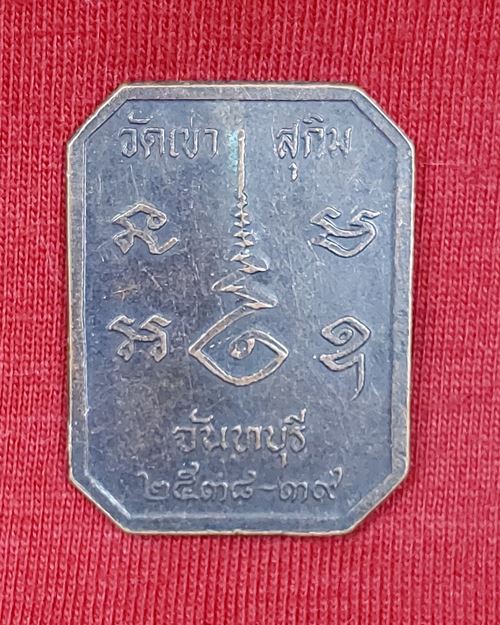 วัดเขา สุกิม
จันทบุรี
๒๕๓๘-๓๙